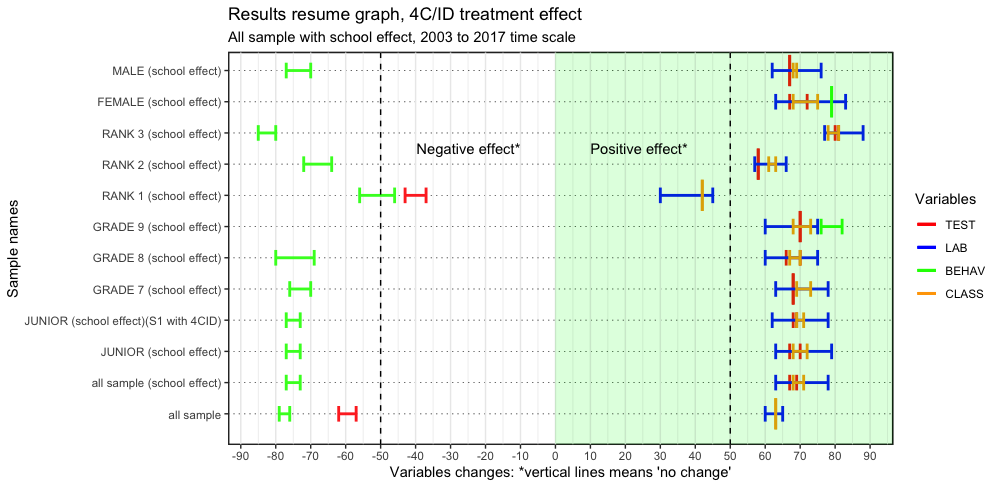 Results resume graph, 4C/ID treatment effect
All sample with school effect, 2003 to 2017 time scale
Sample names
MALE (school effect)
FEMALE (school effect)
RANK 3 (school effect)
RANK 2 (school effect)
RANK 1 (school effect)
GRADE 9 (school effect)
GRADE 8 (school effect)
GRADE 7 (school effect)
JUNIOR (school effect)(S1 with 4CID)
JUNIOR (school effect)
all sample (school effect)
all sample
Negative effect*
Positive effect*
-90 -80 -70 -60 -50 -40 -30 -20 -10 0 10 20 30 40 50 60 70 80 90
Variables changes: *vertical lines means 'no change'
Variables
TEST
LAB
BEHAV
CLASS